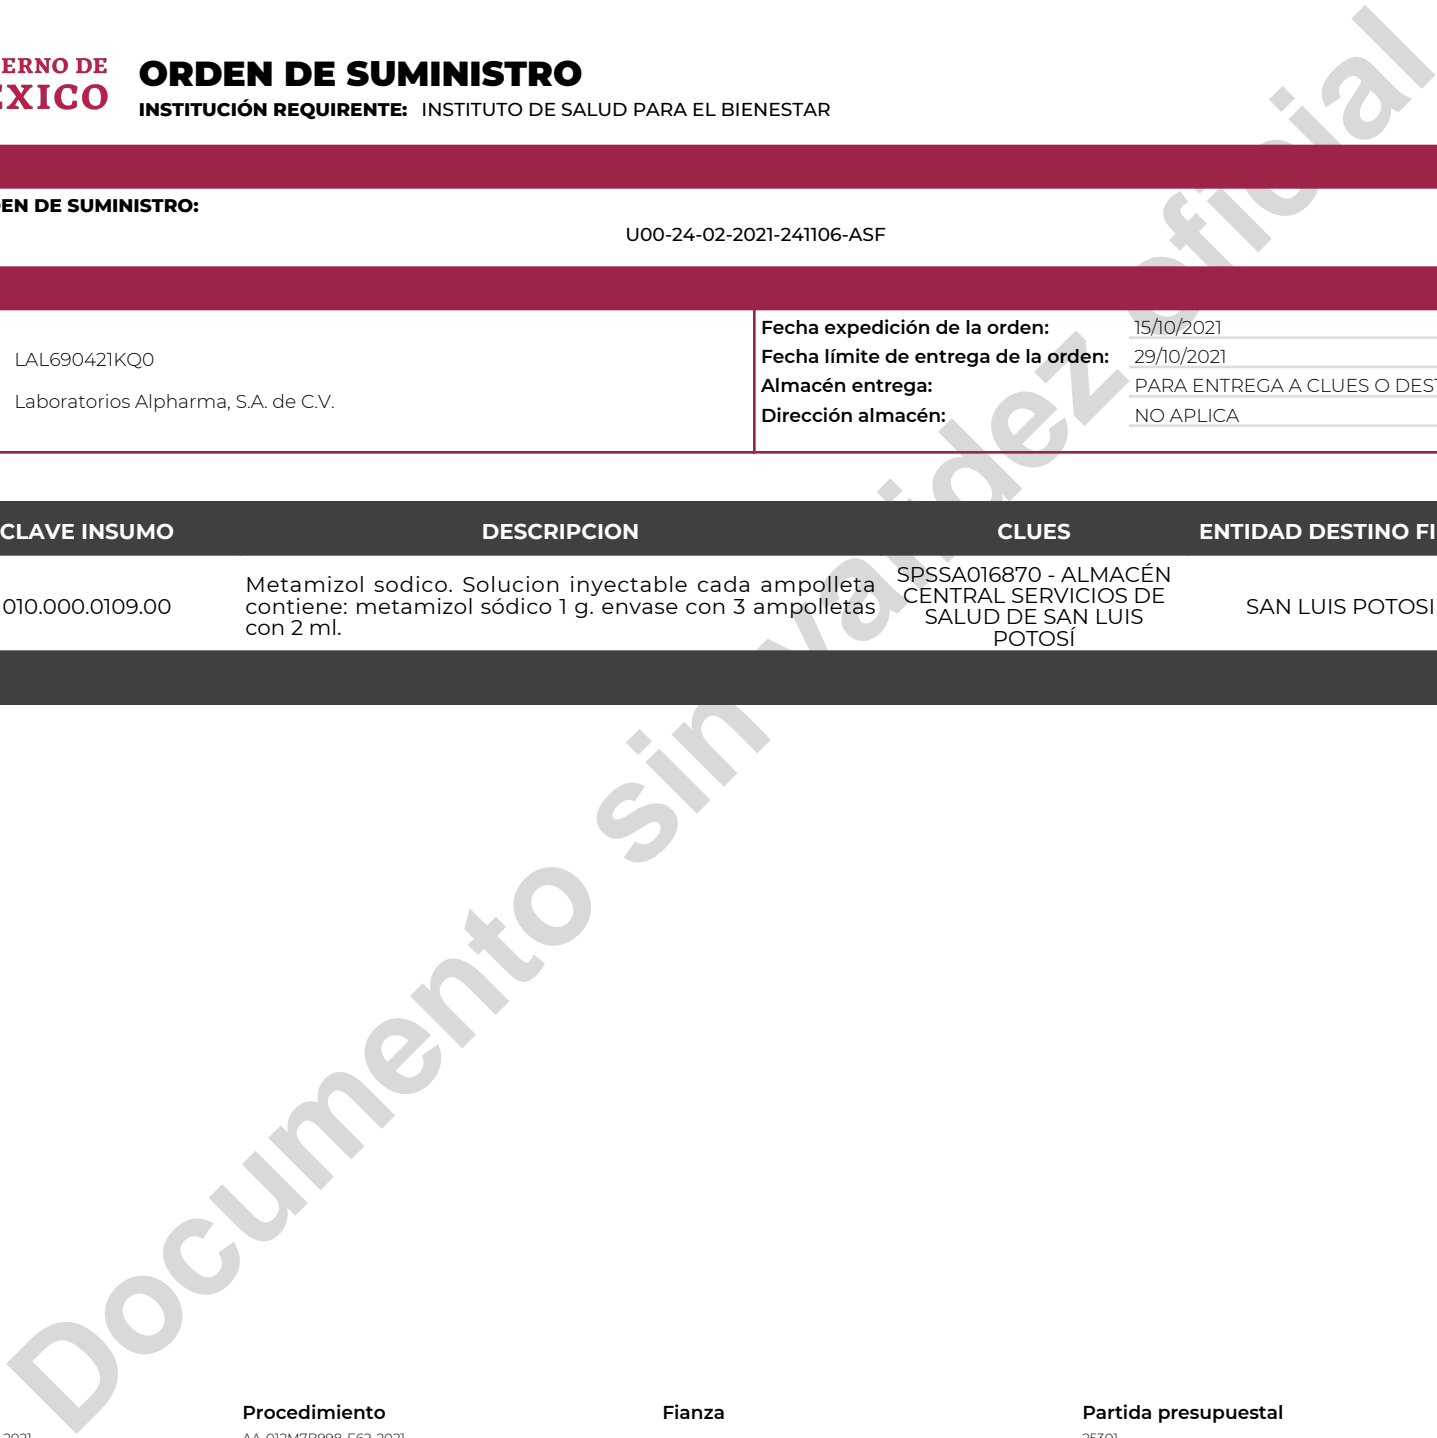 ERNO DE
ORDEN DE SUMINISTRO
INSTITUCIÓN REQUIRENTE: INSTITUTO DE SALUD PARA EL BIENESTAR
EN DE SUMINISTRO:
U00-24-02-2021-241106-ASF
LAL690421KQ0
Laboratorios Alpharma, S.A. de C.V.
Fecha expedición de la orden: 15/10/2021
Fecha límite de entrega de la orden: 29/10/2021
Almacén entrega: PARA ENTREGA A CLUES O DEST
Dirección almacén: NO APLICA
CLAVE INSUMO DESCRIPCION CLUES ENTIDAD DESTINO FI
010.000.0109.00
Metamizol sodico. Solucion inyectable cada ampolleta
contiene: metamizol sódico 1 g. envase con 3 ampolletas
con 2 ml.
SPSSA016870 - ALMACÉN
CENTRAL SERVICIOS DE
SALUD DE SAN LUIS
POTOSÍ
SAN LUIS POTOSI
Documento sin validez oficial
Procedimiento Fianza Partida presupuestal